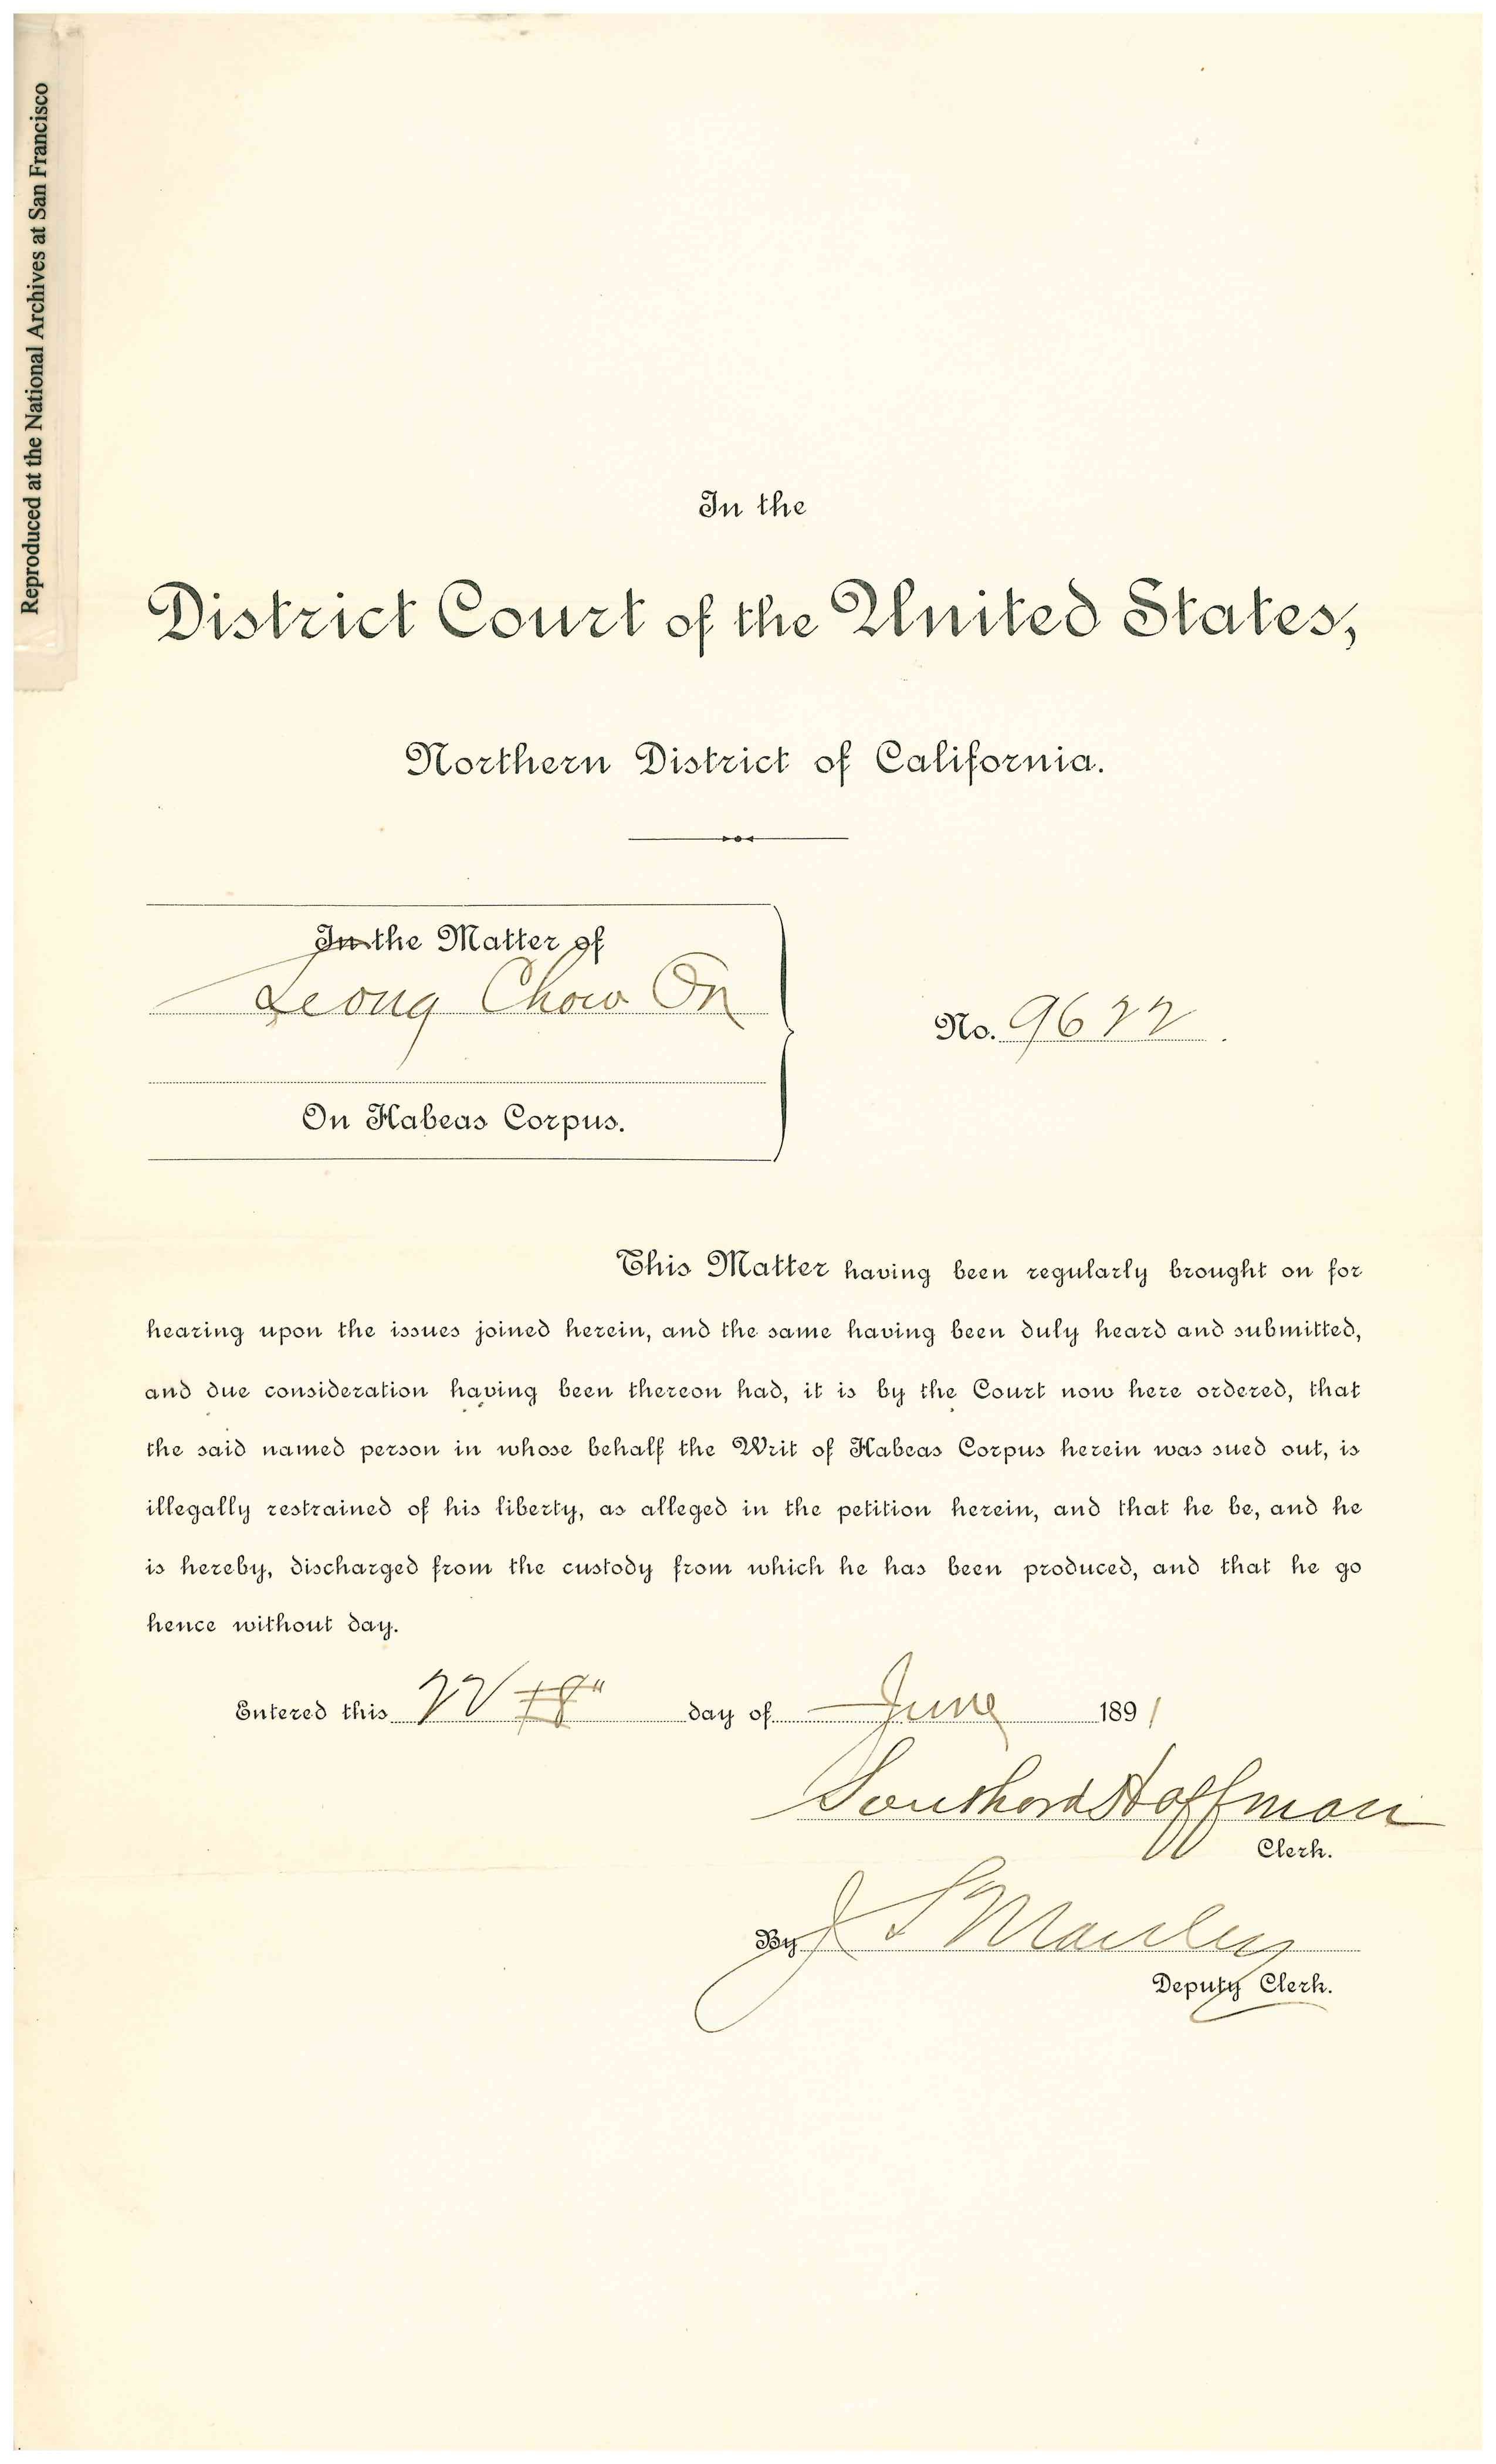 Reproduced at the National Archives at San Francisco
In the
District Court of the United States,
Northern District of California.
In the Matter of
Leong Chow On
No. 9622.
On Habeas Corpus.
This Matter having been regularly brought on for
hearing upon the issues joined herein, and the same having been duly heard and submitted,
and due consideration having been thereon had, it is by the Court now here ordered, that
the said named person in whose behalf the Writ of Habeas Corpus herein was sued out, is
illegally restrained of his liberty, as alleged in the petition herein, and that he be, and he
is hereby, discharged from the custody from which he has been produced, and that he go
hence without day.
Entered this 22 day of June 1891
Southard Hoffman
Clerk.
By J S Manley
Deputy Clerk.